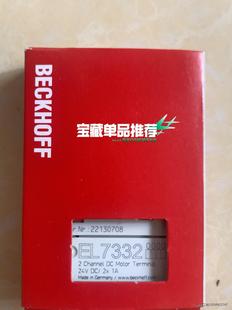 BECKHOFF
宝藏单品推荐
r Nr.: 22130708
EL7332
2 Channel DC Motor Terminal
24V DC/ 2x 1A
Made in Germany / www.beckhoff.com